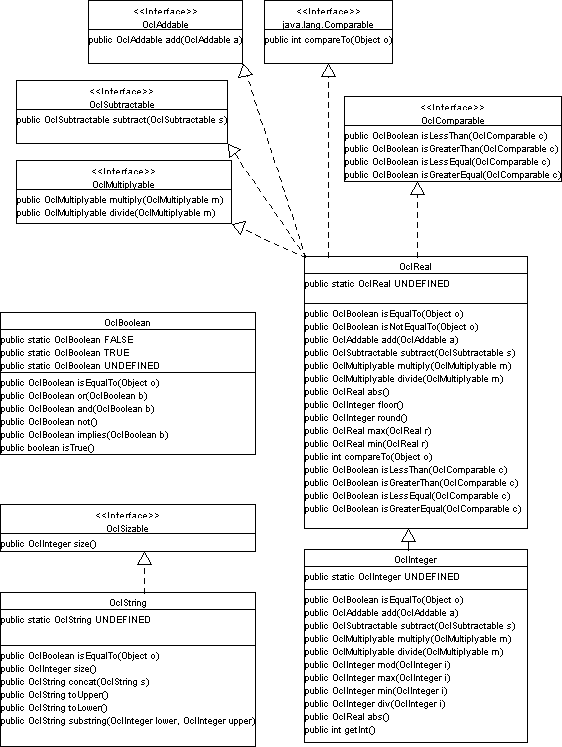 <<Interface>>
OclAddable
public OclAddable add(OclAddable a)
<<Interface>>
java.lang.Comparable
public int compareTo(Object o)
<<Interface>>
OclSubtractable
public OclSubtractable subtract(OclSubtractable s)
<<Interface>>
OclComparable
public OclBoolean isLessThan(OclComparable c)
public OclBoolean isGreaterThan(OclComparable c)
public OclBoolean isLessEqual(OclComparable c)
public OclBoolean isGreaterEqual(OclComparable c)
<<Interface>>
OclMultiplyable
public OclMultiplyable multiply(OclMultiplyable m)
public OclMultiplyable divide(OclMultiplyable m)
OclReal
public static OclReal UNDEFINED
public OclBoolean isEqualTo(Object o)
public OclBoolean isNotEqualTo(Object o)
public OclAddable add(OclAddable a)
public OclSubtractable subtract(OclSubtractable s)
public OclMultiplyable multiply(OclMultiplyable m)
public OclMultiplyable divide(OclMultiplyable m)
public OclReal abs()
public OclInteger floor()
public OclInteger round()
public OclReal max(OclReal r)
public OclReal min(OclReal r)
public int compareTo(Object o)
public OclBoolean isLessThan(OclComparable c)
public OclBoolean isGreaterThan(OclComparable c)
public OclBoolean isLessEqual(OclComparable c)
public OclBoolean isGreaterEqual(OclComparable c)
OclBoolean
public static OclBoolean FALSE
public static OclBoolean TRUE
public static OclBoolean UNDEFINED
public OclBoolean isEqualTo(Object o)
public OclBoolean or(OclBoolean b)
public OclBoolean and(OclBoolean b)
public OclBoolean not()
public OclBoolean implies(OclBoolean b)
public boolean isTrue()
<<Interface>>
OclSizable
public OclInteger size()
OclString
public static OclString UNDEFINED
public OclBoolean isEqualTo(Object o)
public OclInteger size()
public OclString concat(OclString s)
public OclString toUpper()
public OclString toLower()
public OclString substring(OclInteger lower, OclInteger upper)
OclInteger
public static OclInteger UNDEFINED
public OclBoolean isEqualTo(Object o)
public OclAddable add(OclAddable a)
public OclSubtractable subtract(OclSubtractable s)
public OclMultiplyable multiply(OclMultiplyable m)
public OclMultiplyable divide(OclMultiplyable m)
public OclInteger mod(OclInteger i)
public OclInteger max(OclInteger i)
public OclInteger min(OclInteger i)
public OclInteger div(OclInteger i)
public OclReal abs()
public int getInt()